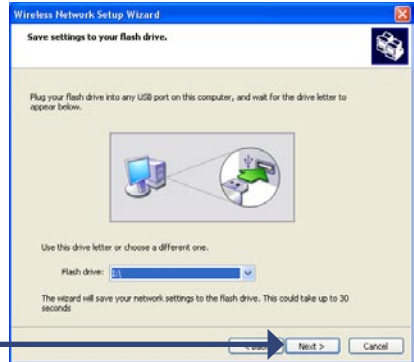 Wireless Network Setup Wizard
Save settings to your flash drive.
Plug your flash drive into any USB port on this computer, and wait for the drive letter to
appear below.
Use this drive letter or choose a different one.
Flash drive:
The wizard will save your network settings to the flash drive. This could take up to 30
seconds
Next >
Cancel